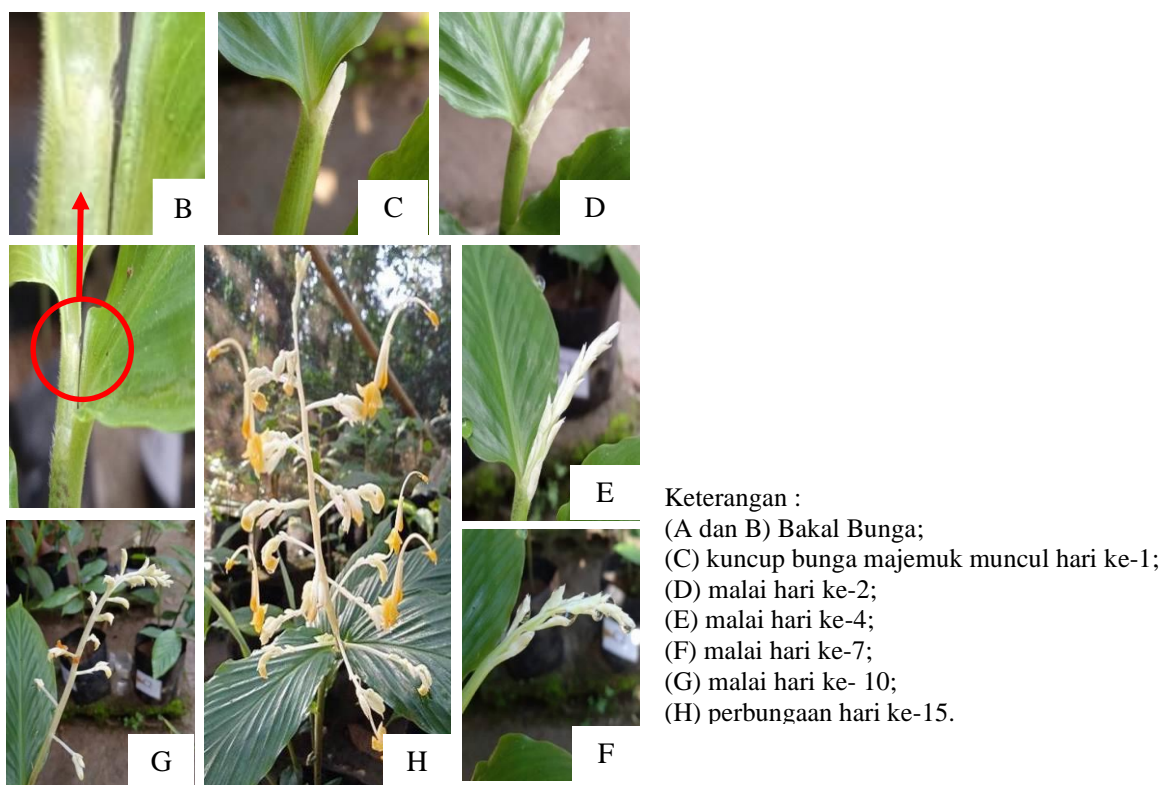 B
C
D
E
F
G
H
Keterangan :
(A dan B) Bakal Bunga;
(C) kuncup bunga majemuk muncul hari ke-1;
(D) malai hari ke-2;
(E) malai hari ke-4;
(F) malai hari ke-7;
(G) malai hari ke- 10;
(H) perbungaan hari ke-15.